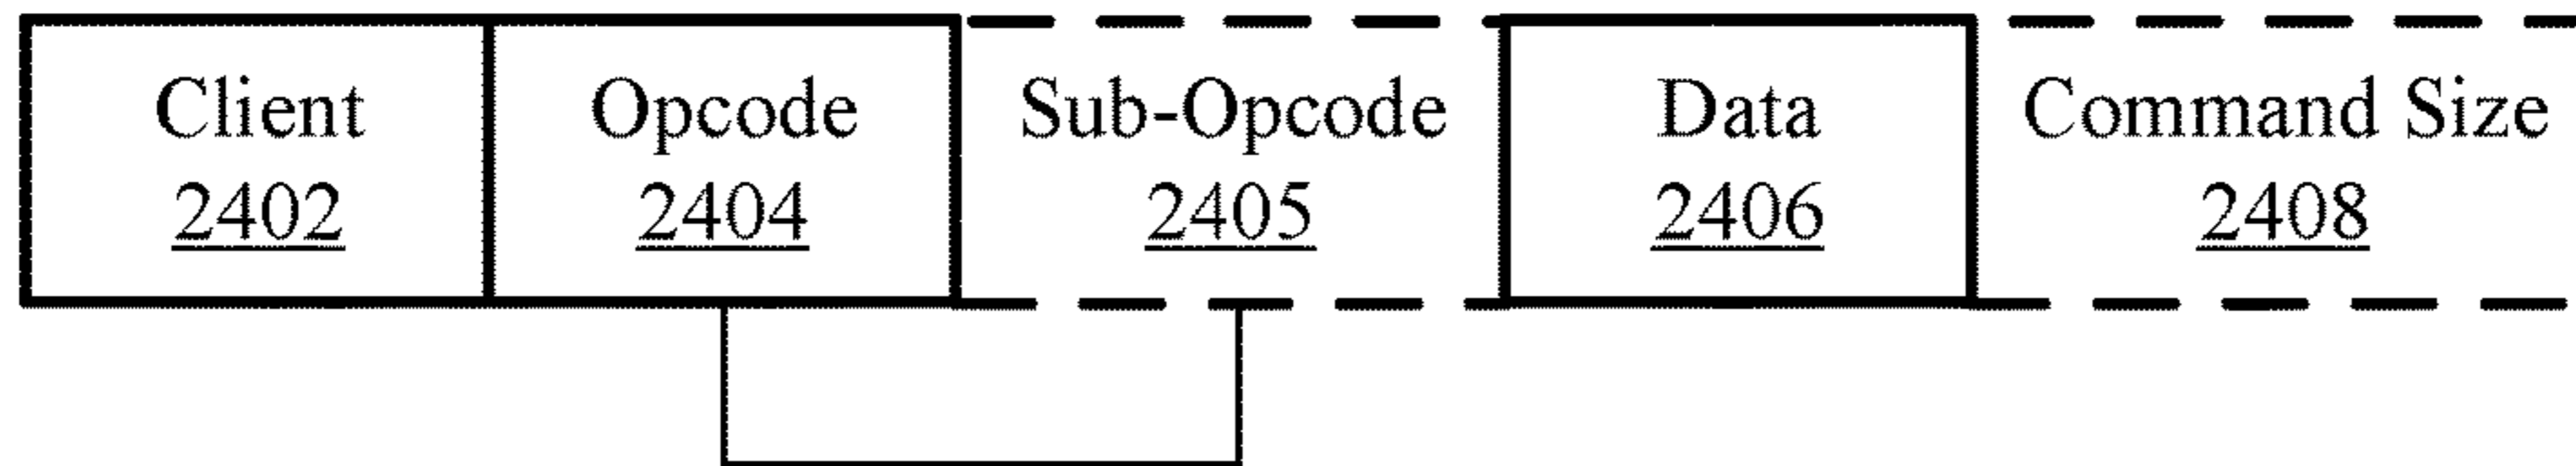 Client
2402
Opcode
2404
Sub-Opcode
2405
Data
2406
Command Size
2408